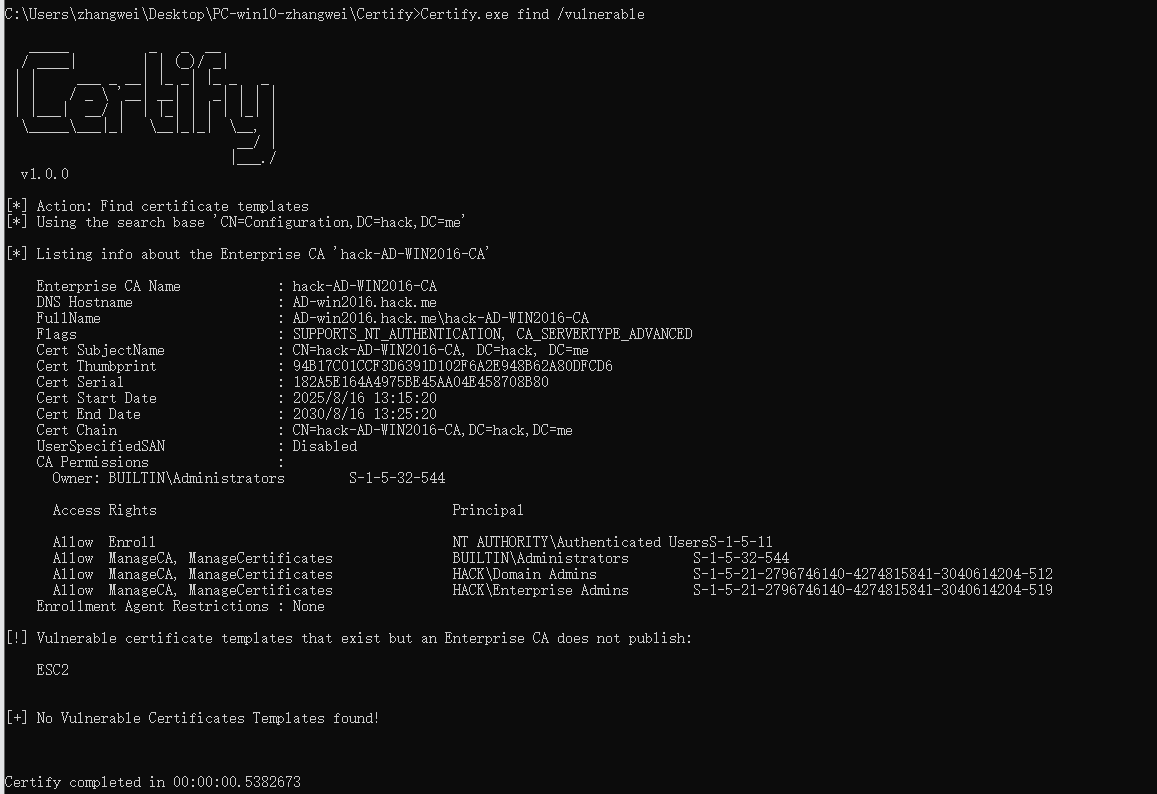 C:\Users\zhangwei\Desktop\PC-win10-zhangwei\Certify>Certify.exe find /vulnerable
Certify
v1.0.0
[*] Action: Find certificate templates
[*] Using the search base 'CN=Configuration,DC=hack,DC=me'
[*] Listing info about the Enterprise CA 'hack-AD-WIN2016-CA'
Enterprise CA Name : hack-AD-WIN2016-CA
DNS Hostname : AD-win2016.hack.me
FullName : AD-win2016.hack.me\hack-AD-WIN2016-CA
Flags : SUPPORTS_NT_AUTHENTICATION, CA_SERVERTYPE_ADVANCED
Cert SubjectName : CN=hack-AD-WIN2016-CA, DC=hack, DC=me
Cert Thumbprint : 94B17C01CCF3D6391D102F6A2E948B62A80DFCD6
Cert Serial : 182A5E164A4975BE45AA04E458708B80
Cert Start Date : 2025/8/16 13:15:20
Cert End Date : 2030/8/16 13:25:20
Cert Chain : CN=hack-AD-WIN2016-CA,DC=hack,DC=me
UserSpecifiedSAN : Disabled
CA Permissions :
Owner: BUILTIN\Administrators S-1-5-32-544
Access Rights Principal
Allow Enroll NT AUTHORITY\Authenticated UsersS-1-5-11
Allow ManageCA, ManageCertificates BUILTIN\Administrators S-1-5-32-544
Allow ManageCA, ManageCertificates HACK\Domain Admins S-1-5-21-2796746140-4274815841-3040614204-512
Allow ManageCA, ManageCertificates HACK\Enterprise Admins S-1-5-21-2796746140-4274815841-3040614204-519
Enrollment Agent Restrictions : None
[!] Vulnerable certificate templates that exist but an Enterprise CA does not publish:
ESC2
[+] No Vulnerable Certificates Templates found!
Certify completed in 00:00:00.5382673